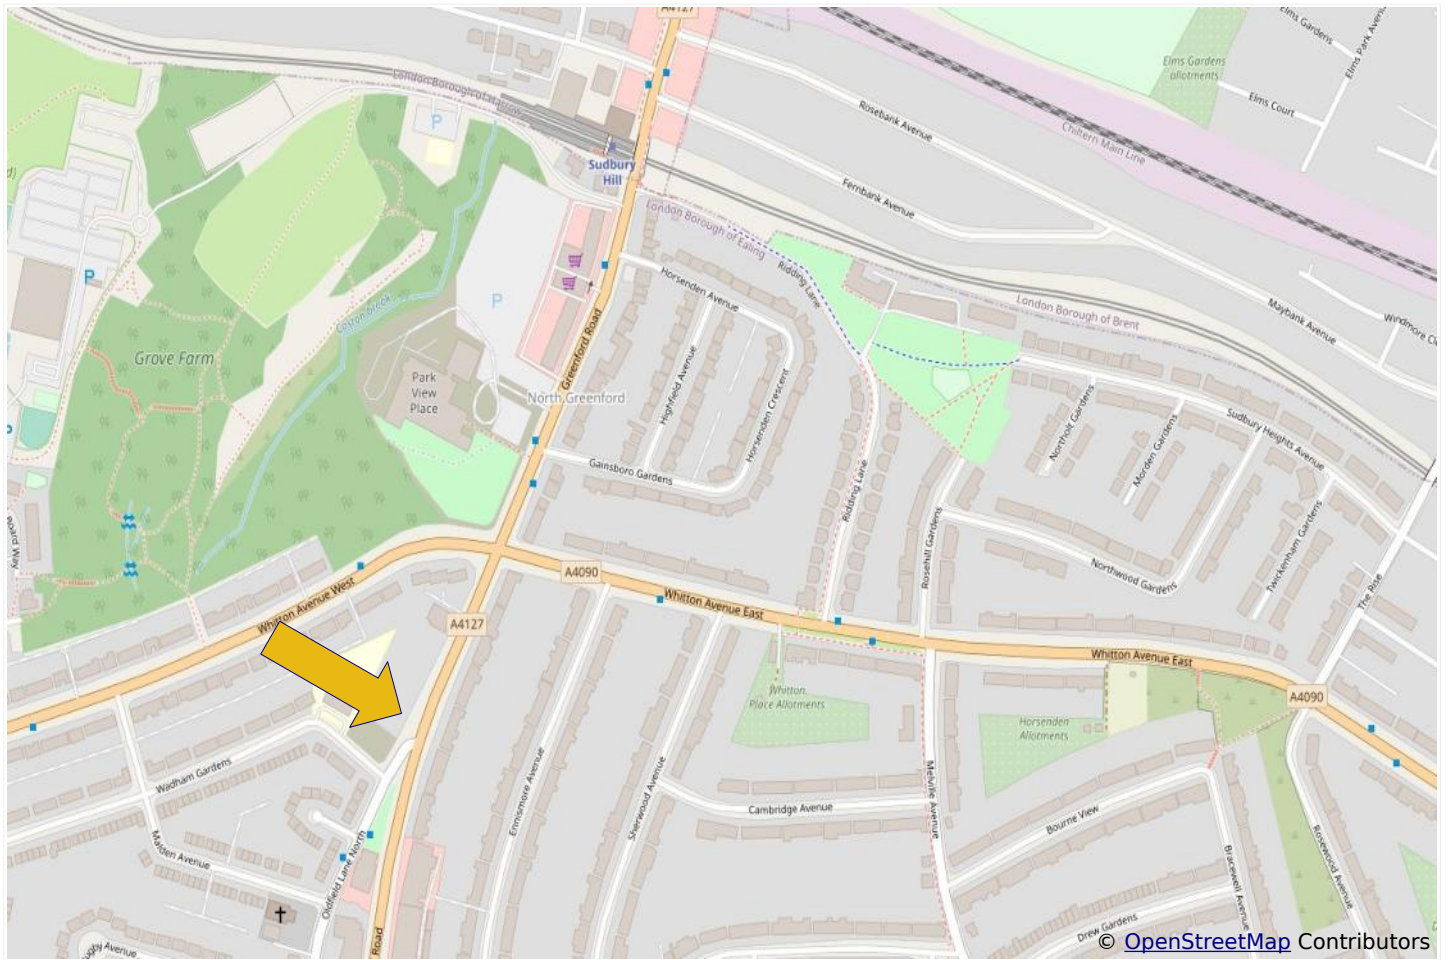 A4127
Elms Gardens
Elms Park Avenue
Elms Gardens
allotments
Elms Court
London Borough of Harrow
P
Rosebank Avenue
Chiltern Main Line
Sudbury
Hill
Fernbank Avenue
London Borough of Ealing
Ridding Lane
P
Horsenden Avenue
London Borough of Brent
Maybank Avenue
P
Coston Brook
Greenford Road
Grove Farm
Highfield Avenue
Park
View
Place
North Greenford
Horsenden Crescent
Northolt Gardens
Morden Gardens
Sudbury Heights Avenue
Gainsboro Gardens
Ridding Lane
Rosehill Gardens
Northwood Gardens
Twickenham Gardens
The Rise
Whitton Avenue West
A4090
Whitton Avenue East
A4127
Whitton Avenue East
A4090
Whitton
Place Allotments
Horsenden
Allotments
Wadham Gardens
Ennismore Avenue
Sherwood Avenue
Cambridge Avenue
Melville Avenue
Bourne View
Malden Avenue
Oldfield Lane North
Bracewell Avenue
Rosewood Avenue
Drew Gardens
Road
Avenue
© OpenStreetMap Contributors